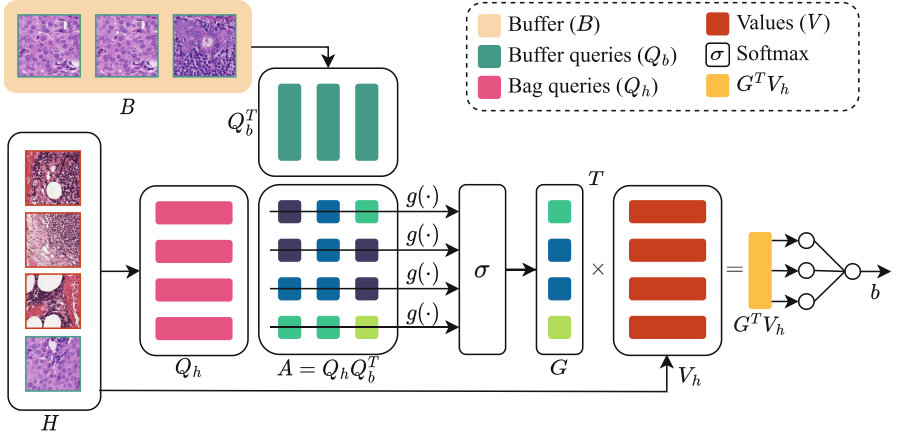 B
Q_b^T
Buffer (B)
Buffer queries (Q_b)
Bag queries (Q_h)
Values (V)
σ Softmax
G^T V_h
H
Q_h
g(·)
g(·)
g(·)
g(·)
A = Q_h Q_b^T
σ
G
T
×
V_h
=
G^T V_h
b